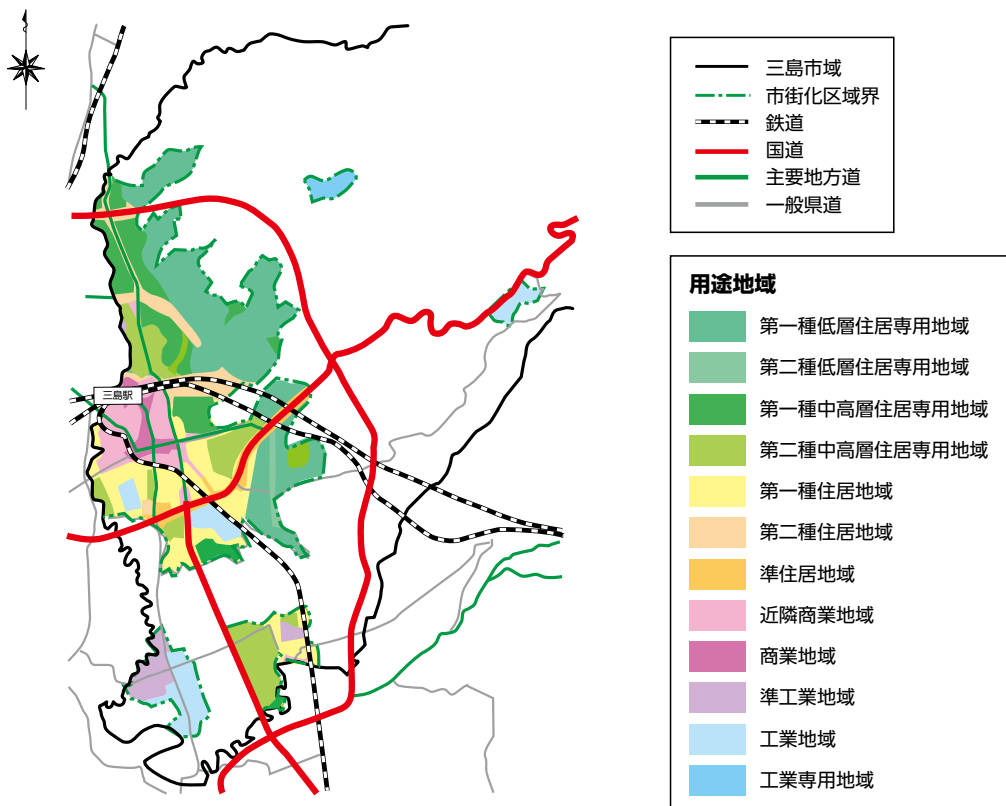 三島市域
市街化区域界
鉄道
国道
主要地方道
一般県道
用途地域
第一種低層住居専用地域
第二種低層住居専用地域
第一種中高層住居専用地域
第二種中高層住居専用地域
第一種住居地域
第二種住居地域
準住居地域
近隣商業地域
商業地域
準工業地域
工業地域
工業専用地域
三島駅